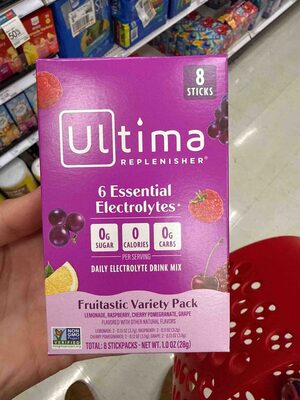 8
STICKS
Ultima
REPLENISHER®
6 Essential
Electrolytes*
0g
SUGAR
0
CALORIES
0g
CARBS
PER SERVING
DAILY ELECTROLYTE DRINK MIX
Fruitastic Variety Pack
LEMONADE, RASPBERRY, CHERRY POMEGRANATE, GRAPE
FLAVORED WITH OTHER NATURAL FLAVORS
NON
GMO
VERIFIED
TOTAL: 8 STICKPACKS • NET WT. 1.0 OZ (28g)